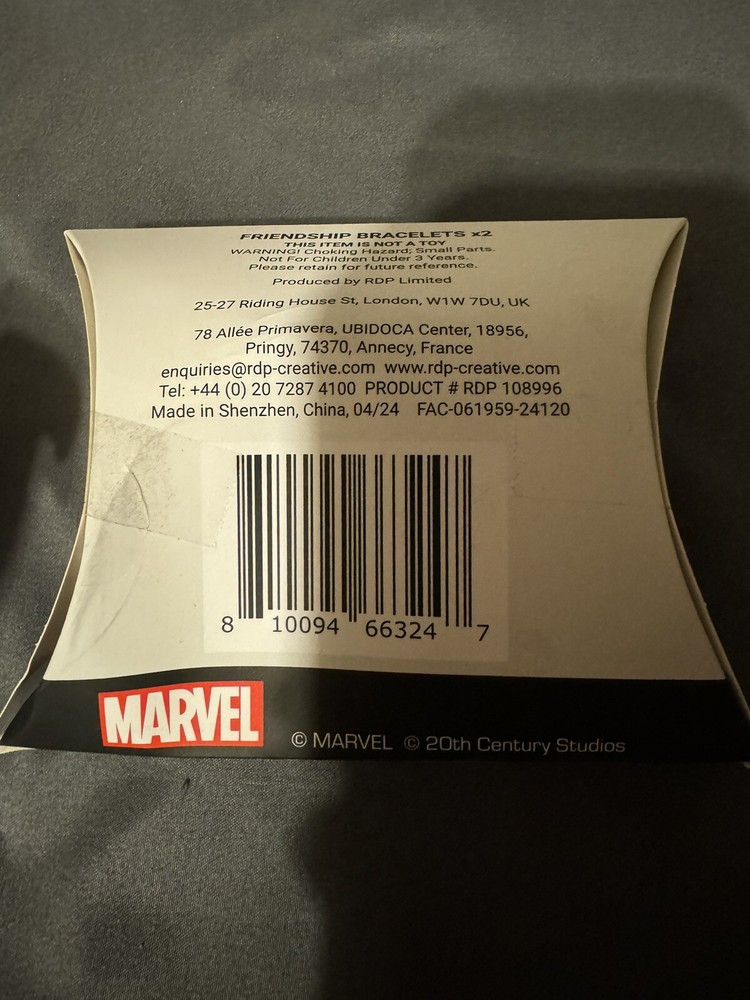 FRIENDSHIP BRACELETS x2
THIS ITEM IS NOT A TOY
WARNING! Choking Hazard; Small Parts.
Not For Children Under 3 Years.
Please retain for future reference.
Produced by RDP Limited
25-27 Riding House St, London, W1W 7DU, UK
78 Allée Primavera, UBIDOCA Center, 18956,
Pringy, 74370, Annecy, France
enquiries@rdp-creative.com www.rdp-creative.com
Tel: +44 (0) 20 7287 4100 PRODUCT # RDP 108996
Made in Shenzhen, China, 04/24 FAC-061959-24120
8 10094 66324 7
MARVEL © MARVEL © 20th Century Studios